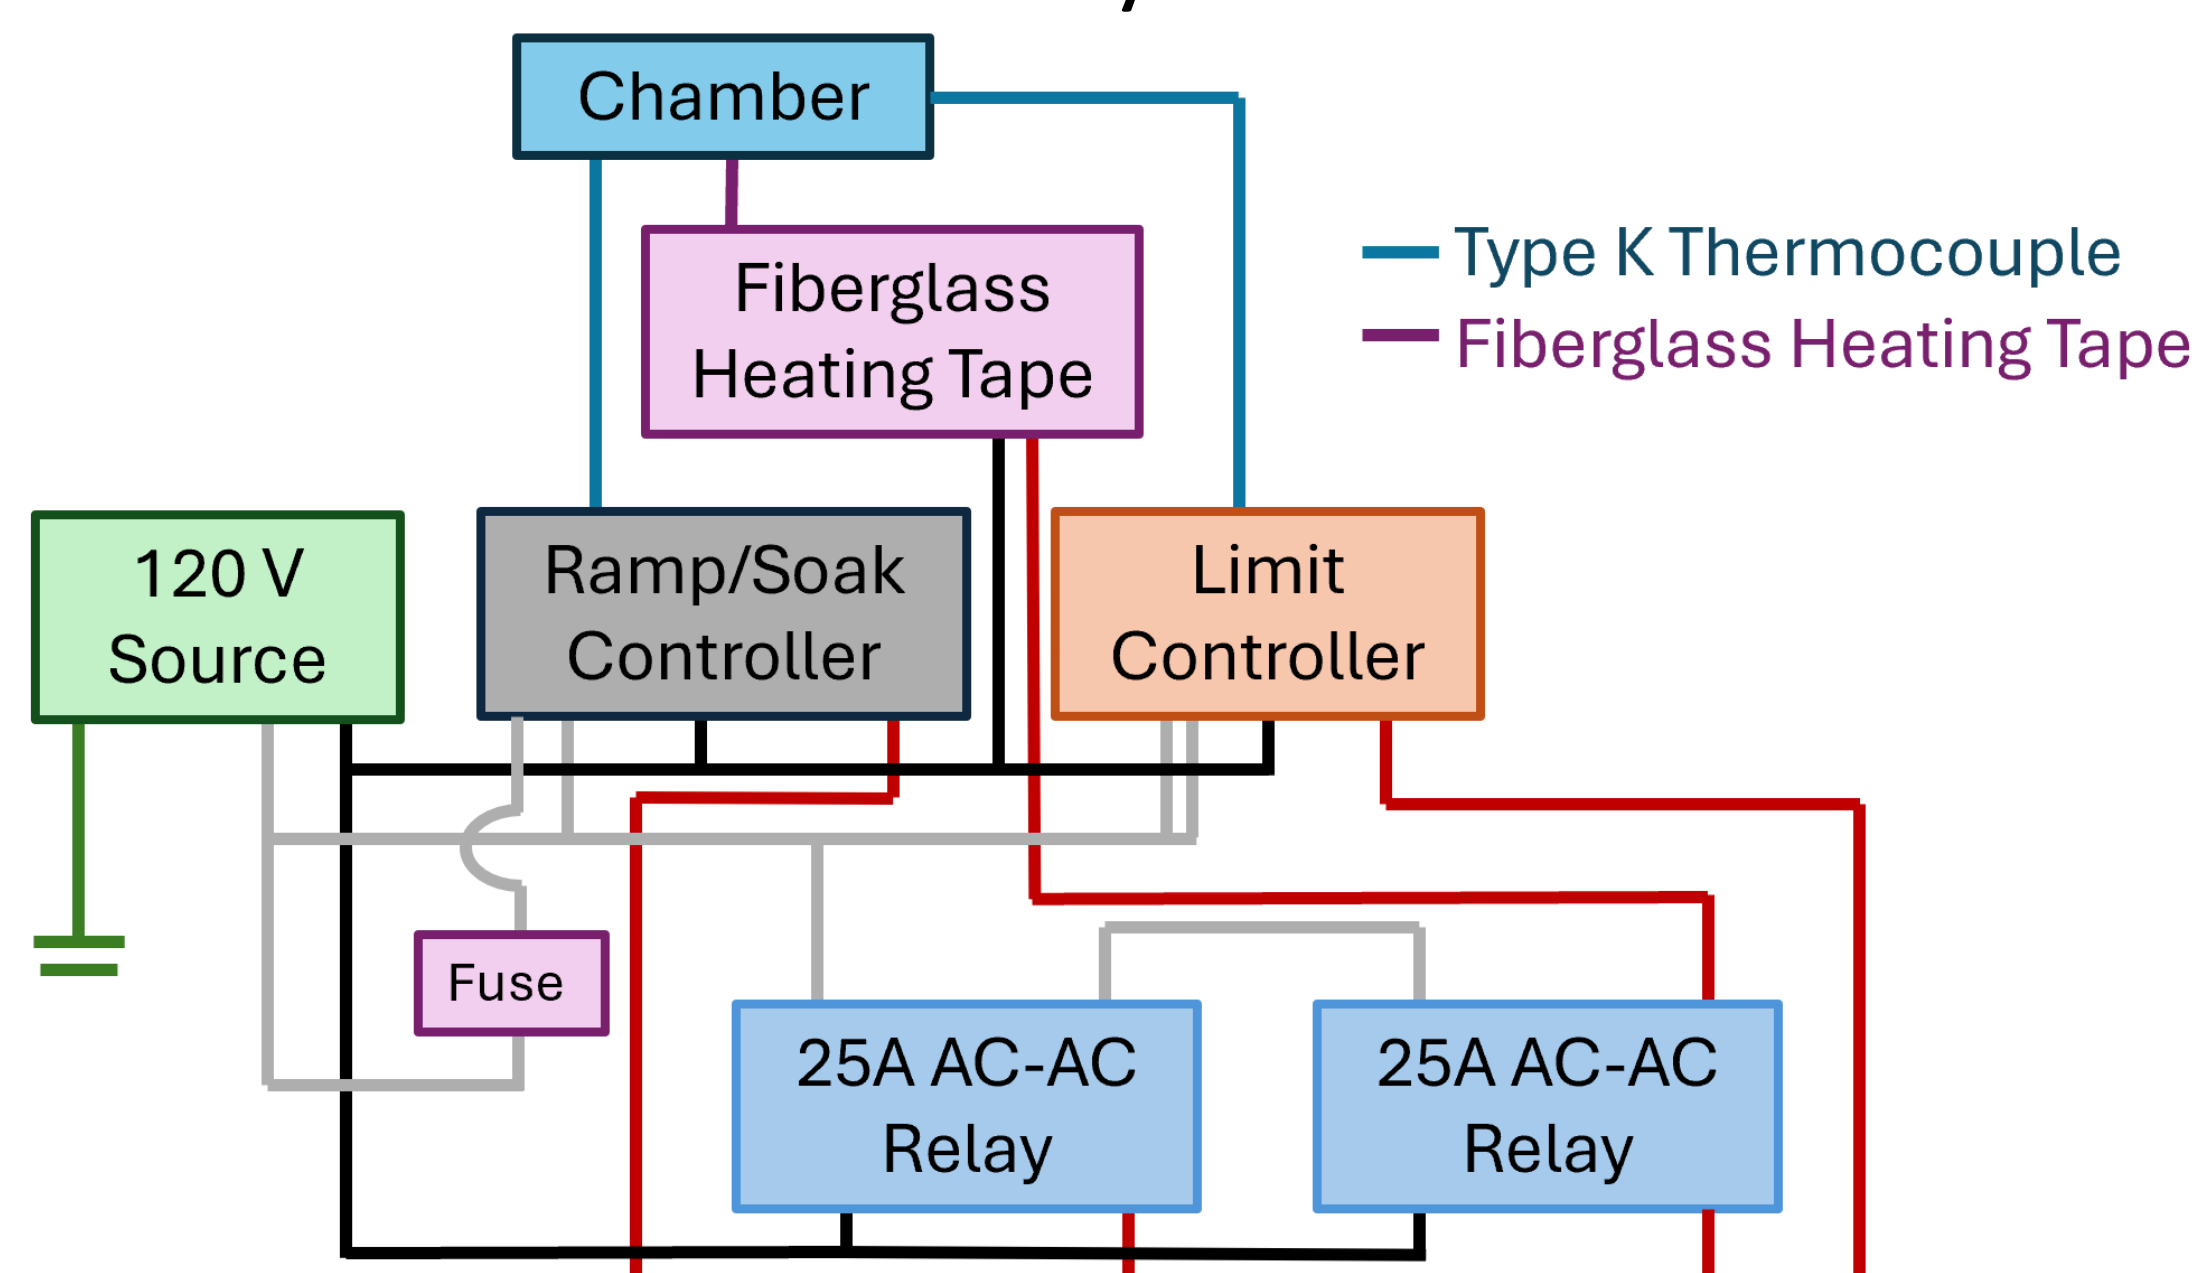 Chamber
Type K Thermocouple
Fiberglass Heating Tape
Fiberglass
Heating Tape
120 V
Source
Ramp/Soak
Controller
Limit
Controller
Fuse
25A AC-AC
Relay
25A AC-AC
Relay